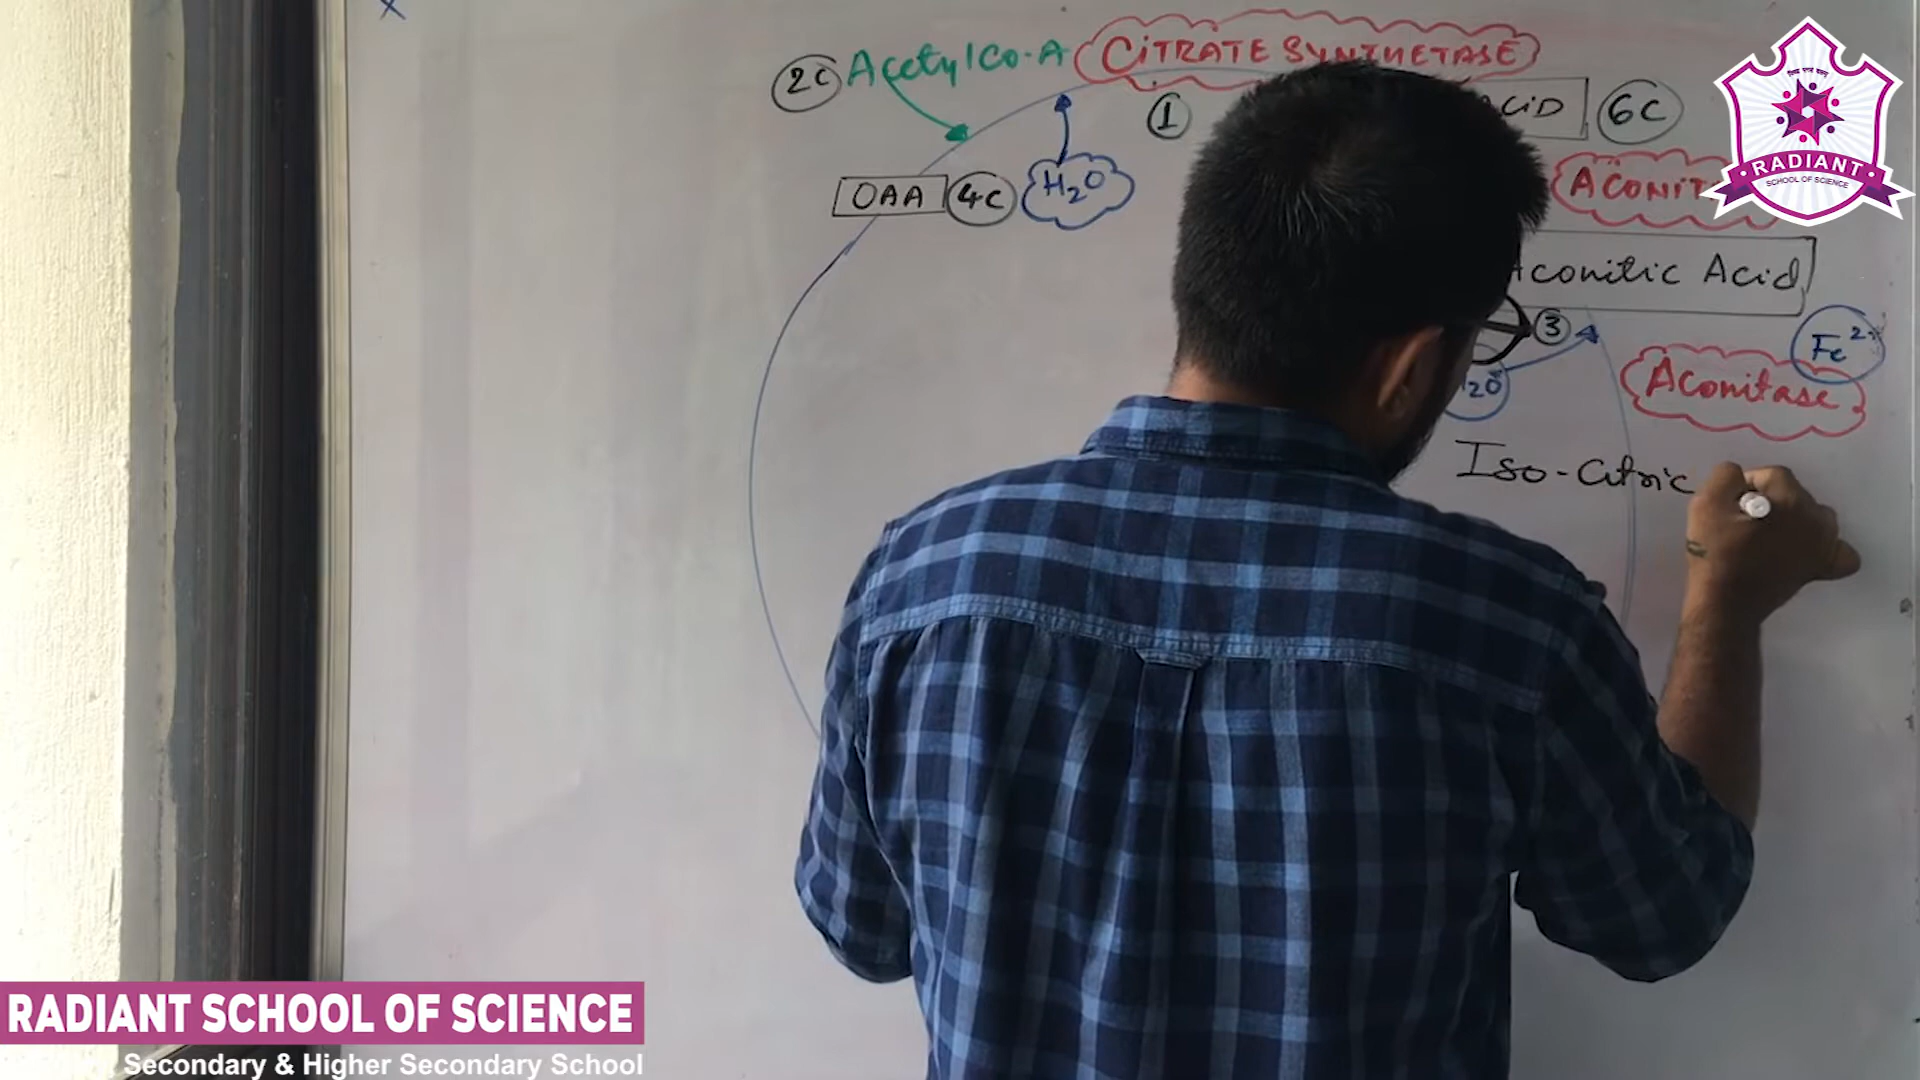 2C Acetyl Co-A CITRATE SYNTHETASE
1 ACID 6C
OAA 4C H2O
RADIANT
SCHOOL OF SCIENCE
Aconitic Acid
3 Fe2+
H2O Aconitase
Iso-Citric
RADIANT SCHOOL OF SCIENCE
Secondary & Higher Secondary School